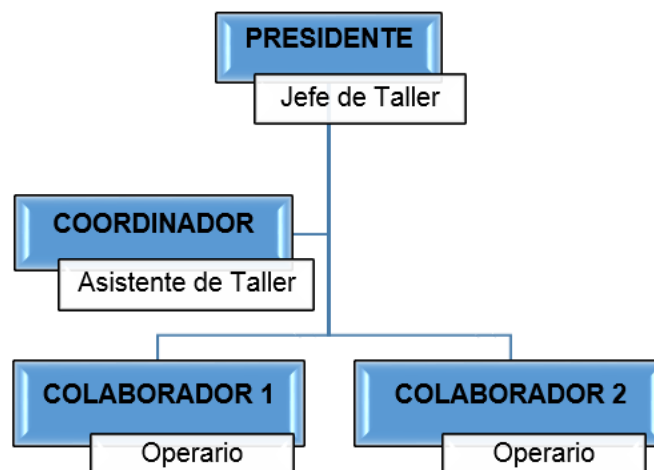 PRESIDENTE
Jefe de Taller
COORDINADOR
Asistente de Taller
COLABORADOR 1
Operario
COLABORADOR 2
Operario